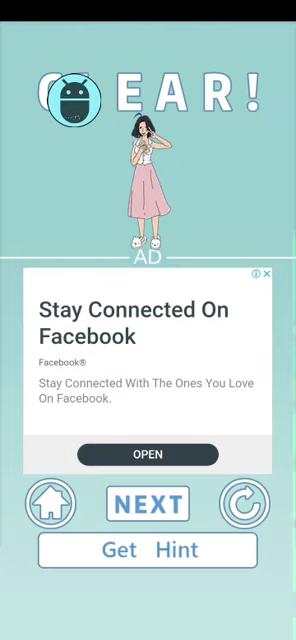 CLEAR!
AD
Stay Connected On
Facebook
Facebook®
Stay Connected With The Ones You Love
On Facebook.
OPEN
NEXT
Get Hint